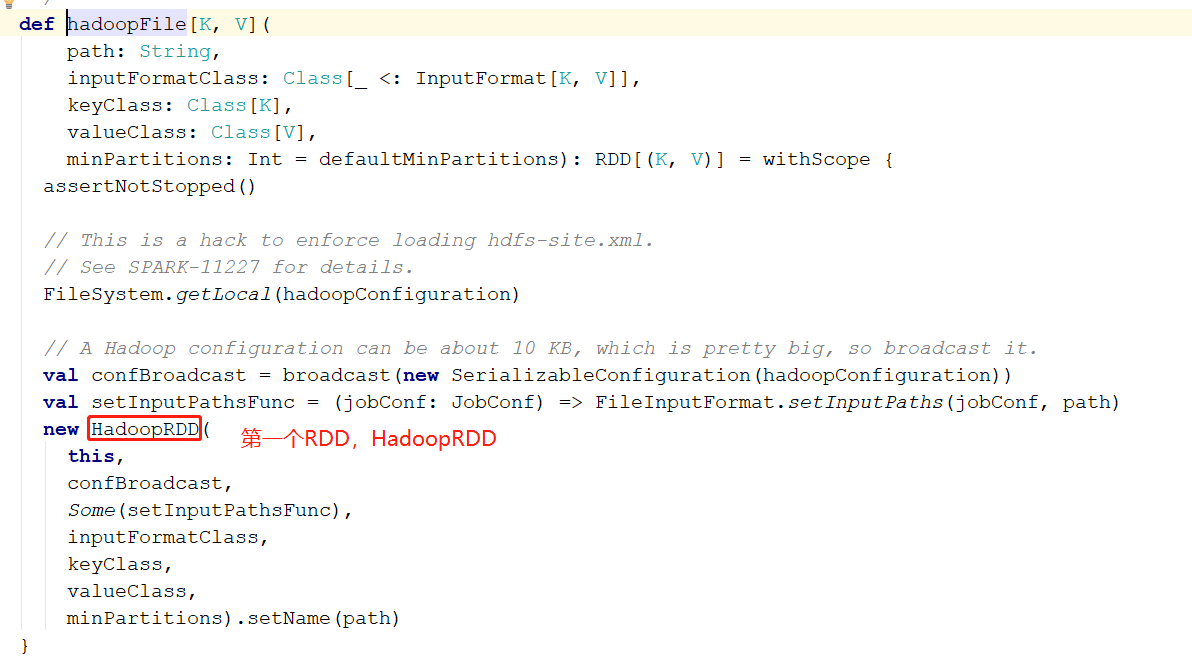 def hadoopFile[K, V](
path: String,
inputFormatClass: Class[_ <: InputFormat[K, V]],
keyClass: Class[K],
valueClass: Class[V],
minPartitions: Int = defaultMinPartitions): RDD[(K, V)] = withScope {
assertNotStopped()
// This is a hack to enforce loading hdfs-site.xml.
// See SPARK-11227 for details.
FileSystem.getLocal(hadoopConfiguration)
// A Hadoop configuration can be about 10 KB, which is pretty big, so broadcast it.
val confBroadcast = broadcast(new SerializableConfiguration(hadoopConfiguration))
val setInputPathsFunc = (jobConf: JobConf) => FileInputFormat.setInputPaths(jobConf, path)
new HadoopRDD( 第一个RDD，HadoopRDD
this,
confBroadcast,
Some(setInputPathsFunc),
inputFormatClass,
keyClass,
valueClass,
minPartitions).setName(path)
}